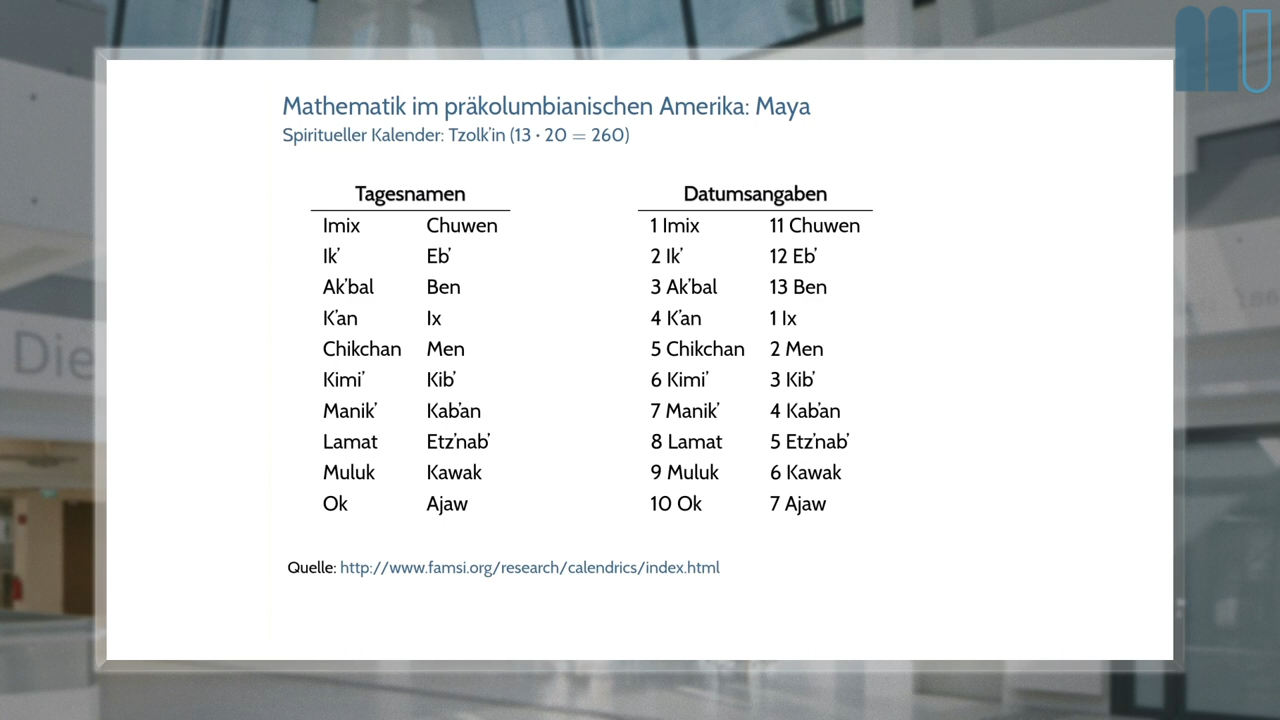 Mathematik im präkolumbianischen Amerika: Maya
Spiritueller Kalender: Tzolk'in (13 · 20 = 260)
Tagesnamen
Imix Chuwen
Ik' Eb'
Ak'bal Ben
K'an Ix
Chikchan Men
Kimi' Kib'
Manik' Kab'an
Lamat Etz'nab'
Muluk Kawak
Ok Ajaw
Datumsangaben
1 Imix 11 Chuwen
2 Ik' 12 Eb'
3 Ak'bal 13 Ben
4 K'an 1 Ix
5 Chikchan 2 Men
6 Kimi' 3 Kib'
7 Manik' 4 Kab'an
8 Lamat 5 Etz'nab'
9 Muluk 6 Kawak
10 Ok 7 Ajaw
Quelle: http://www.famsi.org/research/calendrics/index.html
Die